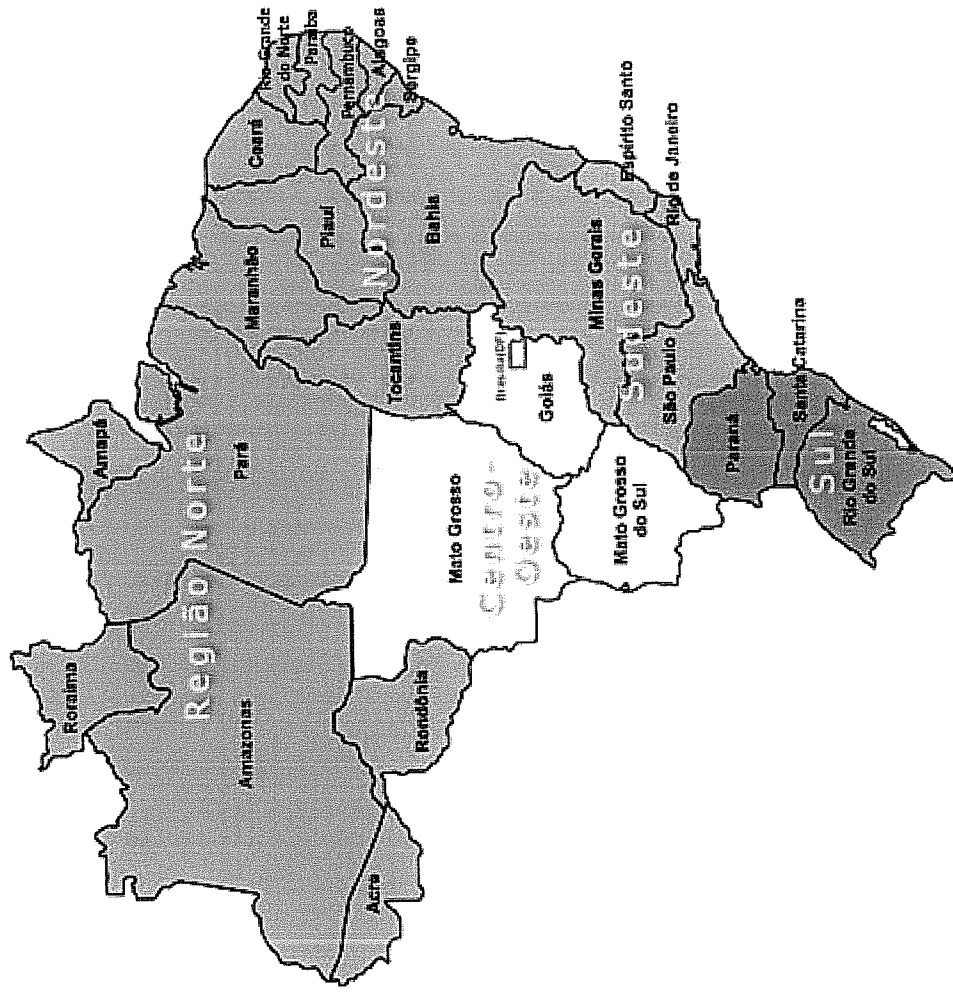 Roraima
Amapá
Região Norte
Amazonas
Pará
Acre
Rondônia
Tocantins
Maranhão
Piauí
Ceará
Rio Grande
do Norte
Paraíba
Pernambuco
Alagoas
Sergipe
Nordeste
Bahia
Mato Grosso
Centro-
Oeste
Brasília(DF)
Goiás
Mato Grosso
do Sul
Minas Gerais
Sudeste
Espírito Santo
Rio de Janeiro
São Paulo
Paraná
Santa Catarina
Sul
Rio Grande
do Sul